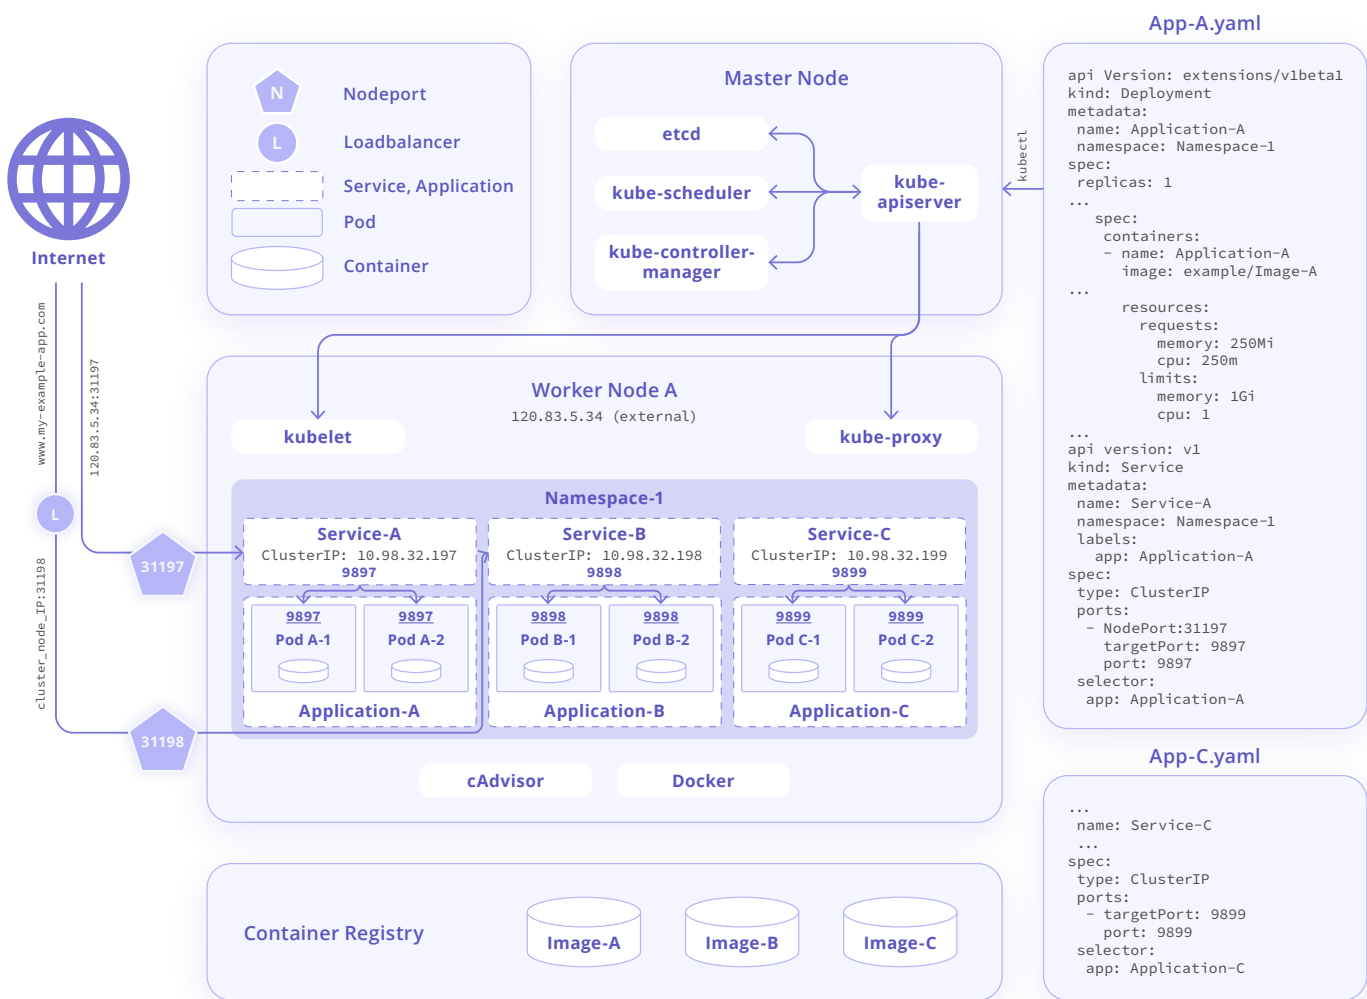 N
Nodeport
L
Loadbalancer
Service, Application
Pod
Container
Internet
www.my-example-app.com
120.83.5.34:31197
L
cluster_node_IP:31198
31197
31198
Master Node
etcd
kube-scheduler
kube-controller-
manager
kube-
apiserver
kubectl
Worker Node A
120.83.5.34 (external)
kubelet
kube-proxy
Namespace-1
Service-A
ClusterIP: 10.98.32.197
9897
9897
Pod A-1
9897
Pod A-2
Application-A
Service-B
ClusterIP: 10.98.32.198
9898
9898
Pod B-1
9898
Pod B-2
Application-B
Service-C
ClusterIP: 10.98.32.199
9899
9899
Pod C-1
9899
Pod C-2
Application-C
cAdvisor
Docker
Container Registry
Image-A
Image-B
Image-C
App-A.yaml
api Version: extensions/v1beta1
kind: Deployment
metadata:
name: Application-A
namespace: Namespace-1
spec:
replicas: 1
...
spec:
containers:
- name: Application-A
image: example/Image-A
...
resources:
requests:
memory: 250Mi
cpu: 250m
limits:
memory: 1Gi
cpu: 1
...
api version: v1
kind: Service
metadata:
name: Service-A
namespace: Namespace-1
labels:
app: Application-A
spec:
type: ClusterIP
ports:
- NodePort:31197
targetPort: 9897
port: 9897
selector:
app: Application-A
App-C.yaml
...
name: Service-C
...
spec:
type: ClusterIP
ports:
- targetPort: 9899
port: 9899
selector:
app: Application-C